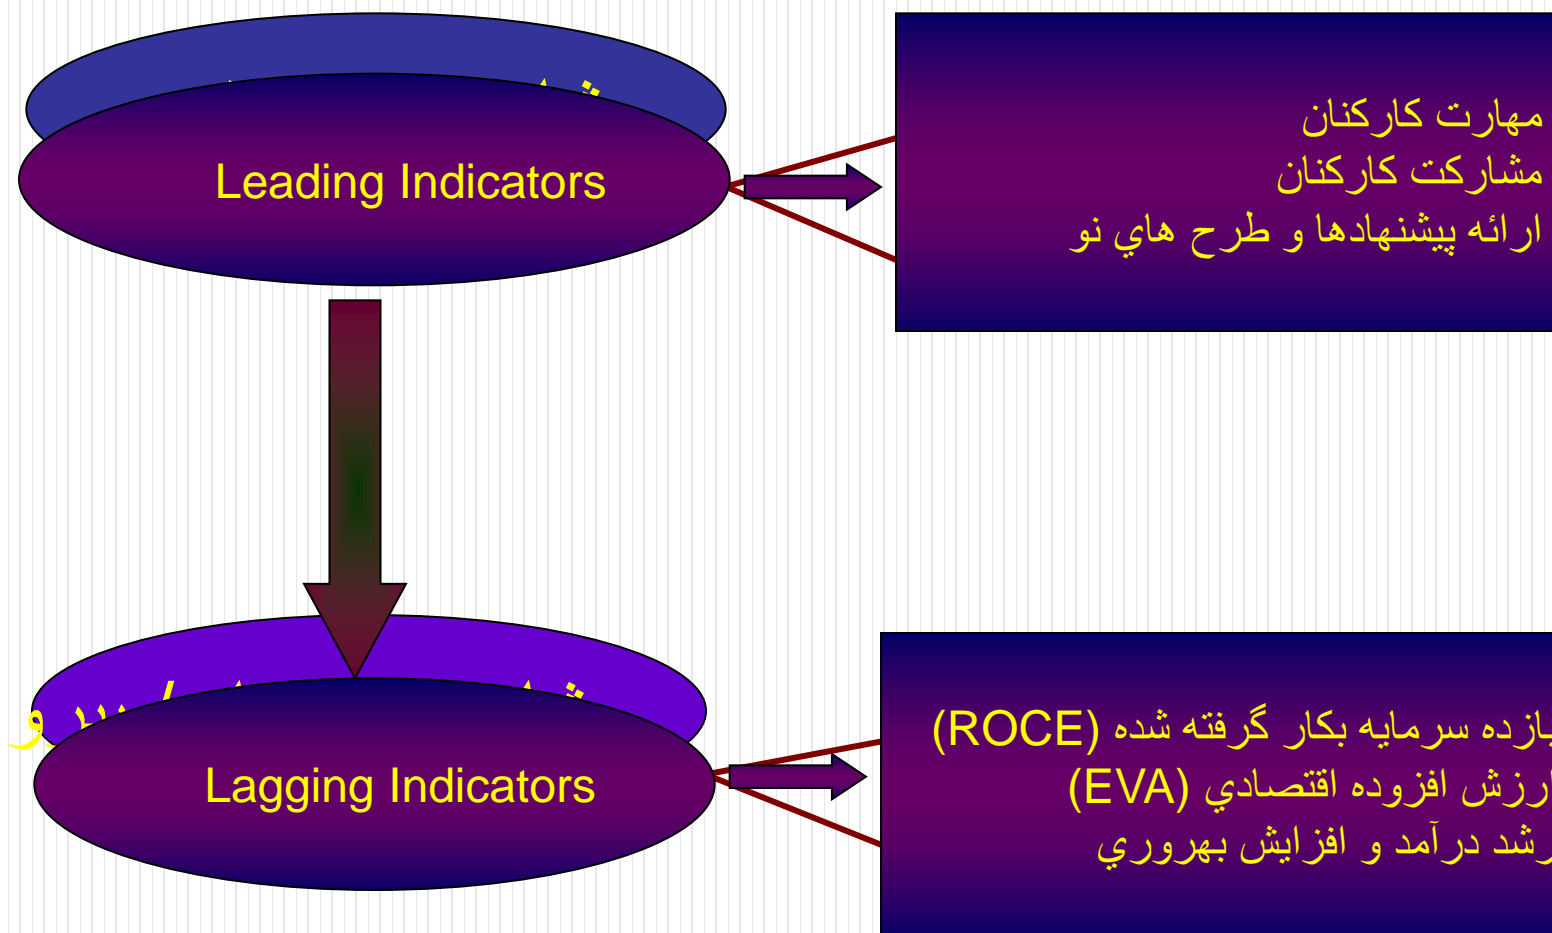 Leading Indicators
مهارت كاركنان
مشاركت كاركنان
ارائه پيشنهادها و طرح هاي نو
Lagging Indicators
بازده سرمايه بكار گرفته شده (ROCE)
ارزش افزوده اقتصادي (EVA)
رشد درآمد و افزايش بهروري